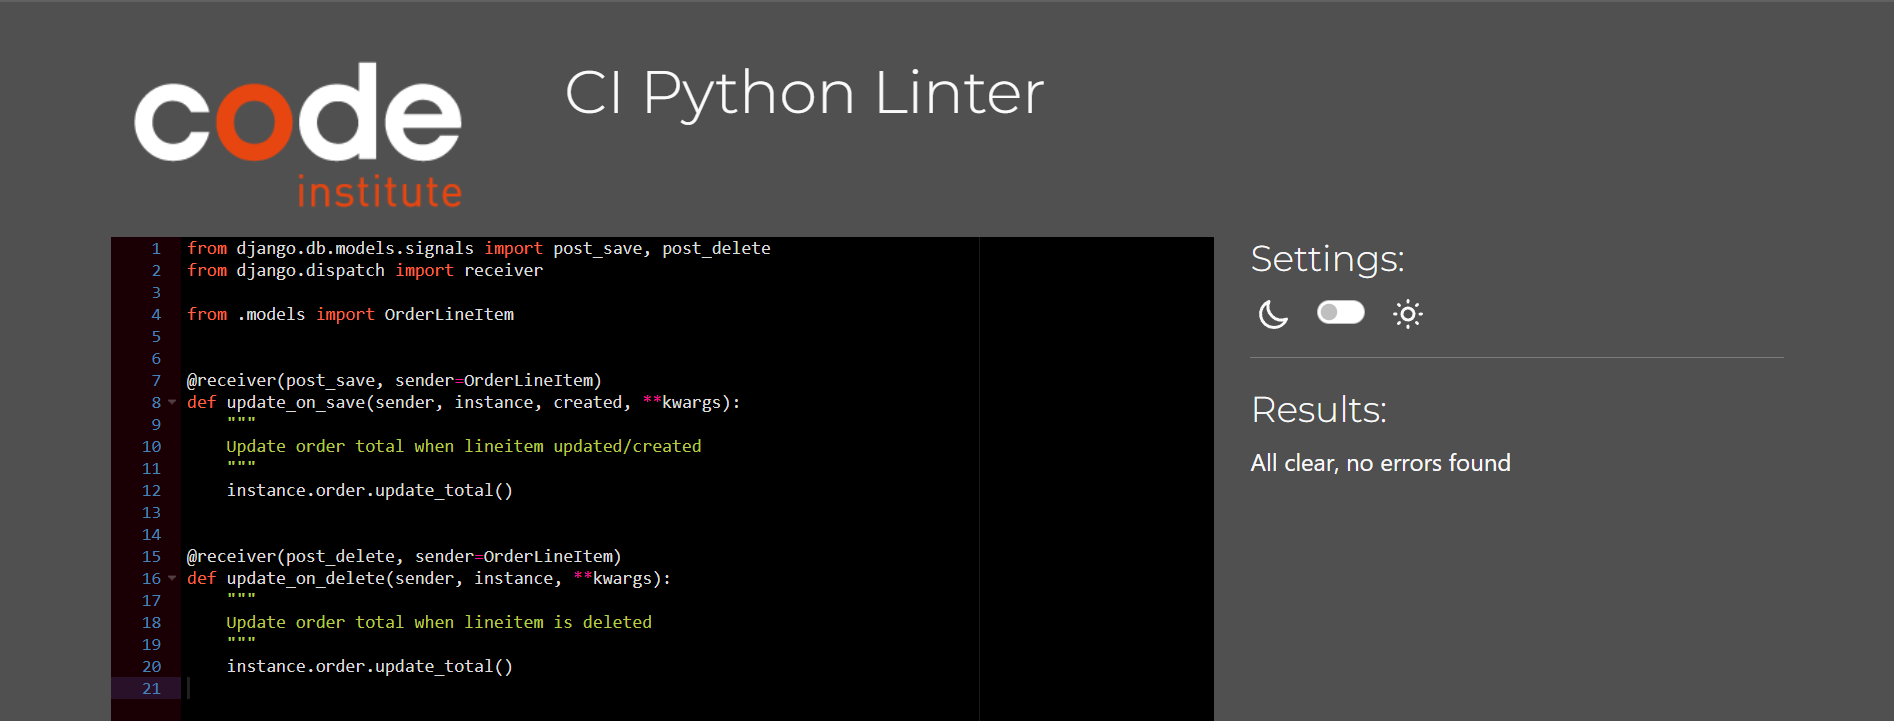 code
institute
CI Python Linter
1 from django.db.models.signals import post_save, post_delete
2 from django.dispatch import receiver
3
4 from .models import OrderLineItem
5
6
7 @receiver(post_save, sender=OrderLineItem)
8 def update_on_save(sender, instance, created, **kwargs):
9     """
10     Update order total when lineitem updated/created
11     """
12     instance.order.update_total()
13
14
15 @receiver(post_delete, sender=OrderLineItem)
16 def update_on_delete(sender, instance, **kwargs):
17     """
18     Update order total when lineitem is deleted
19     """
20     instance.order.update_total()
21
Settings:
Results:
All clear, no errors found